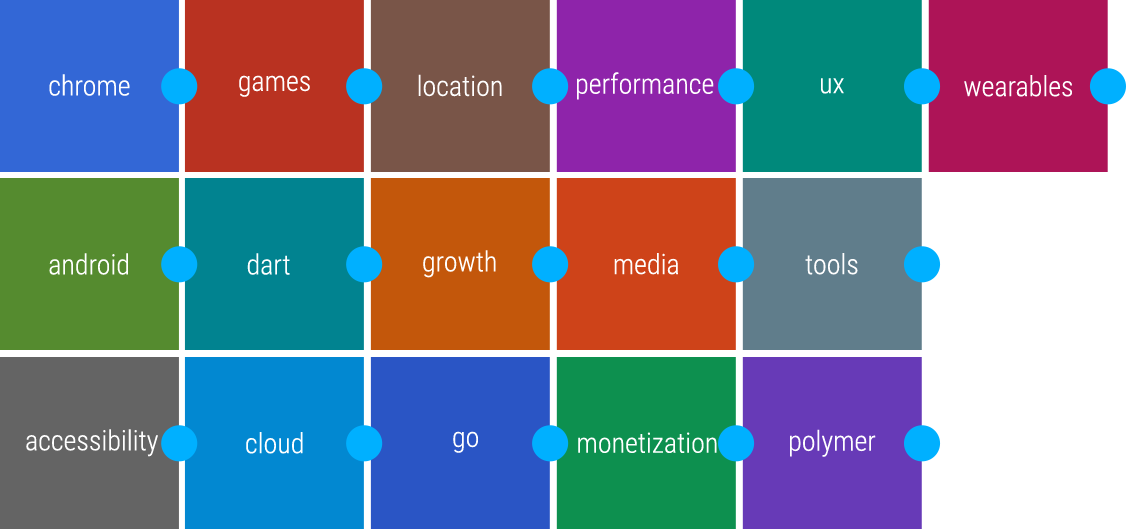 chrome
games
location
performance
ux
wearables
android
dart
growth
media
tools
accessibility
cloud
go
monetization
polymer